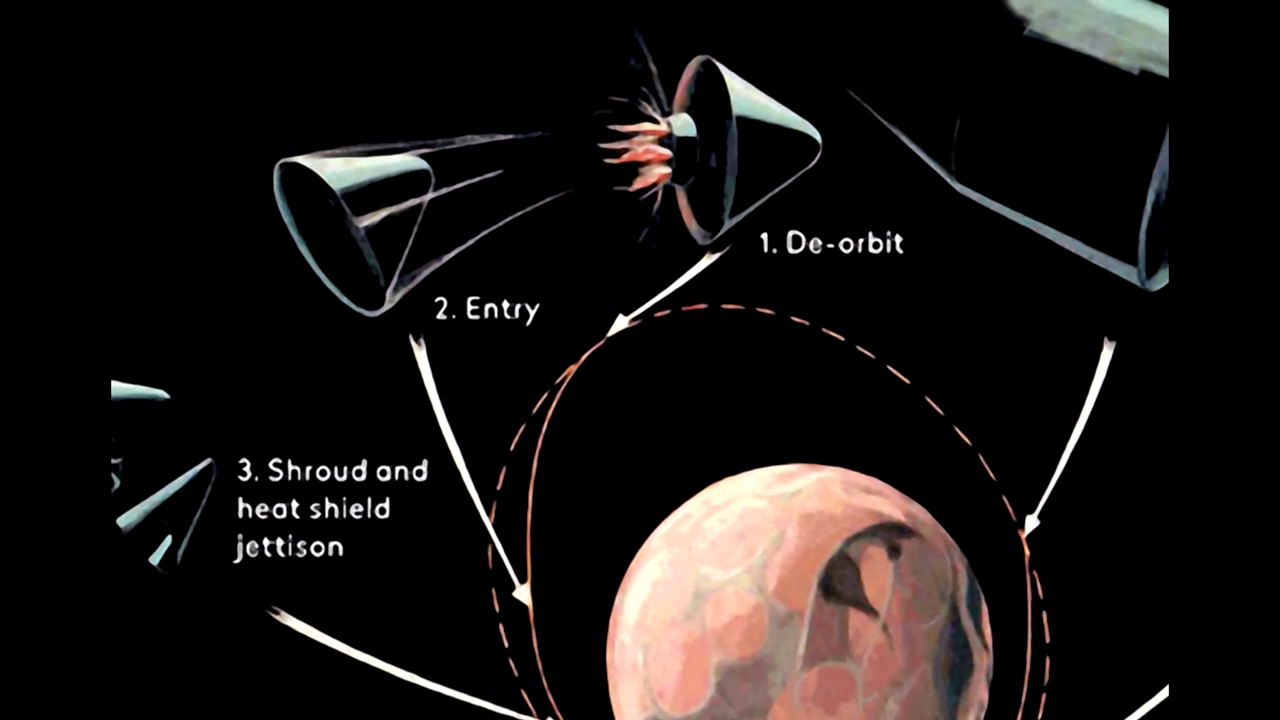 1. De-orbit
2. Entry
3. Shroud and
heat shield
jettison